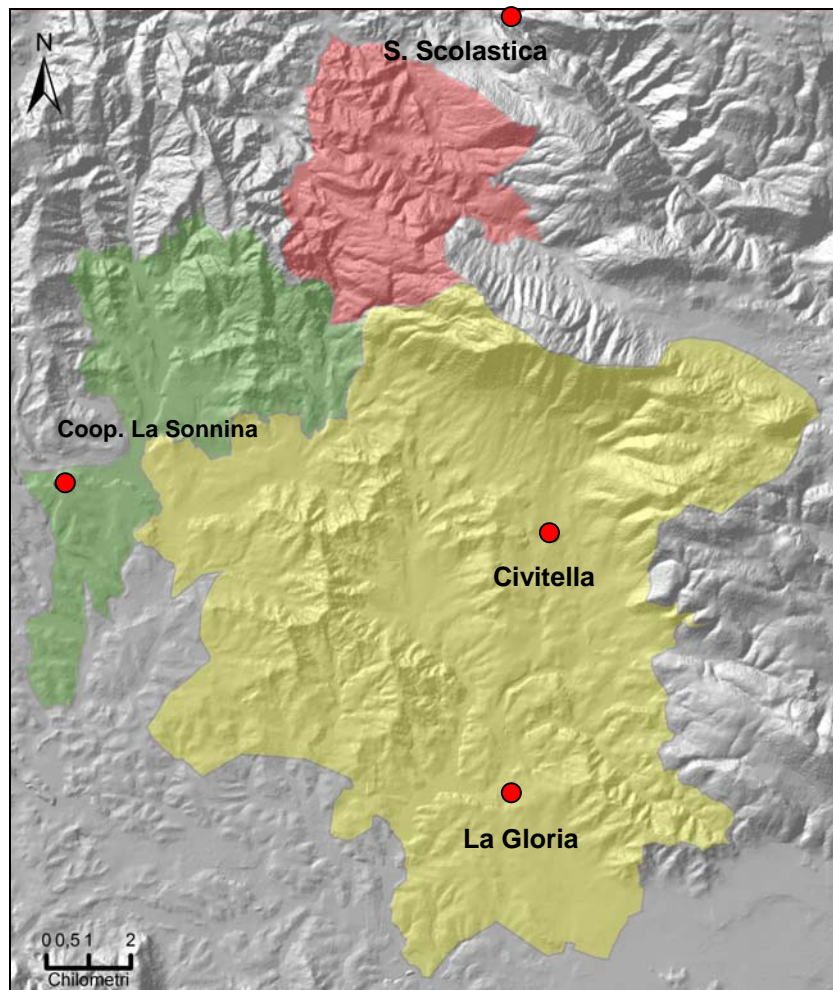 S. Scolastica
N
Coop. La Sonnina
Civitella
La Gloria
0 0,5 1 2
Chilometri